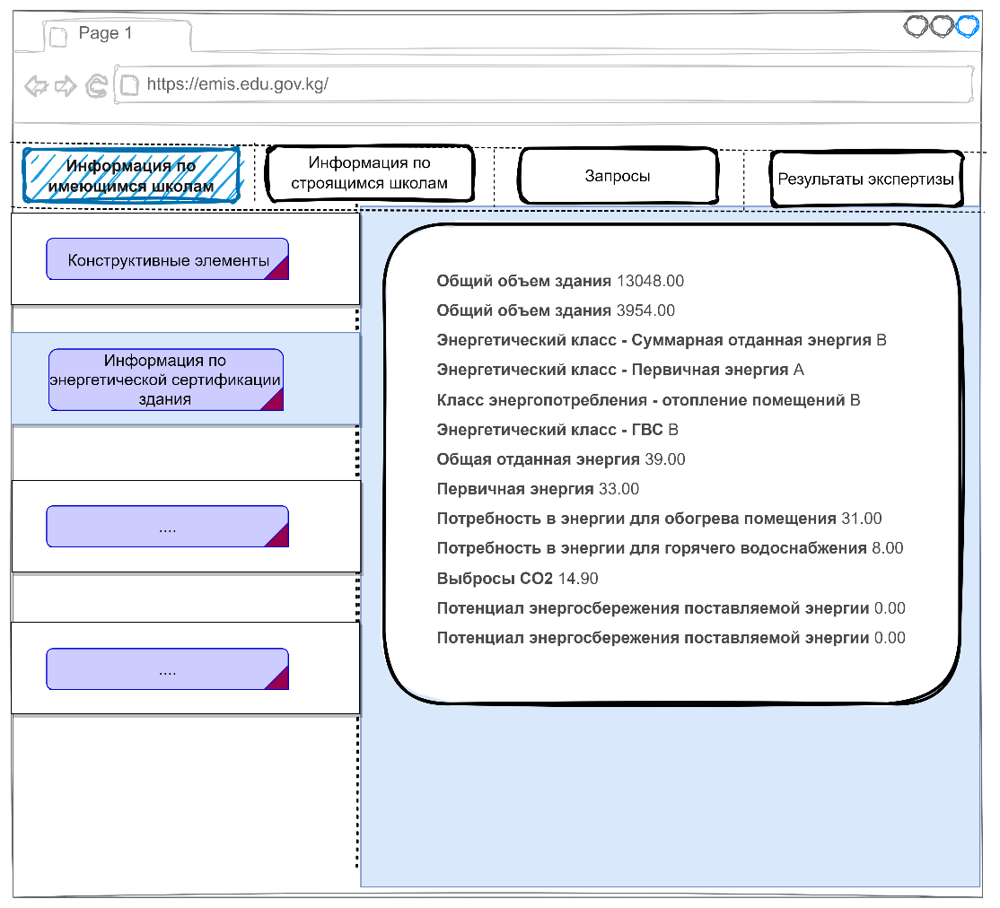 Page 1
https://emis.edu.gov.kg/
Информация по
имеющимся школам
Информация по
строящимся школам
Запросы
Результаты экспертизы
Конструктивные элементы
Информация по
энергетической сертификации
здания
....
....
Общий объем здания 13048.00
Общий объем здания 3954.00
Энергетический класс - Суммарная отданная энергия B
Энергетический класс - Первичная энергия A
Класс энергопотребления - отопление помещений B
Энергетический класс - ГВС B
Общая отданная энергия 39.00
Первичная энергия 33.00
Потребность в энергии для обогрева помещения 31.00
Потребность в энергии для горячего водоснабжения 8.00
Выбросы CO2 14.90
Потенциал энергосбережения поставляемой энергии 0.00
Потенциал энергосбережения поставляемой энергии 0.00